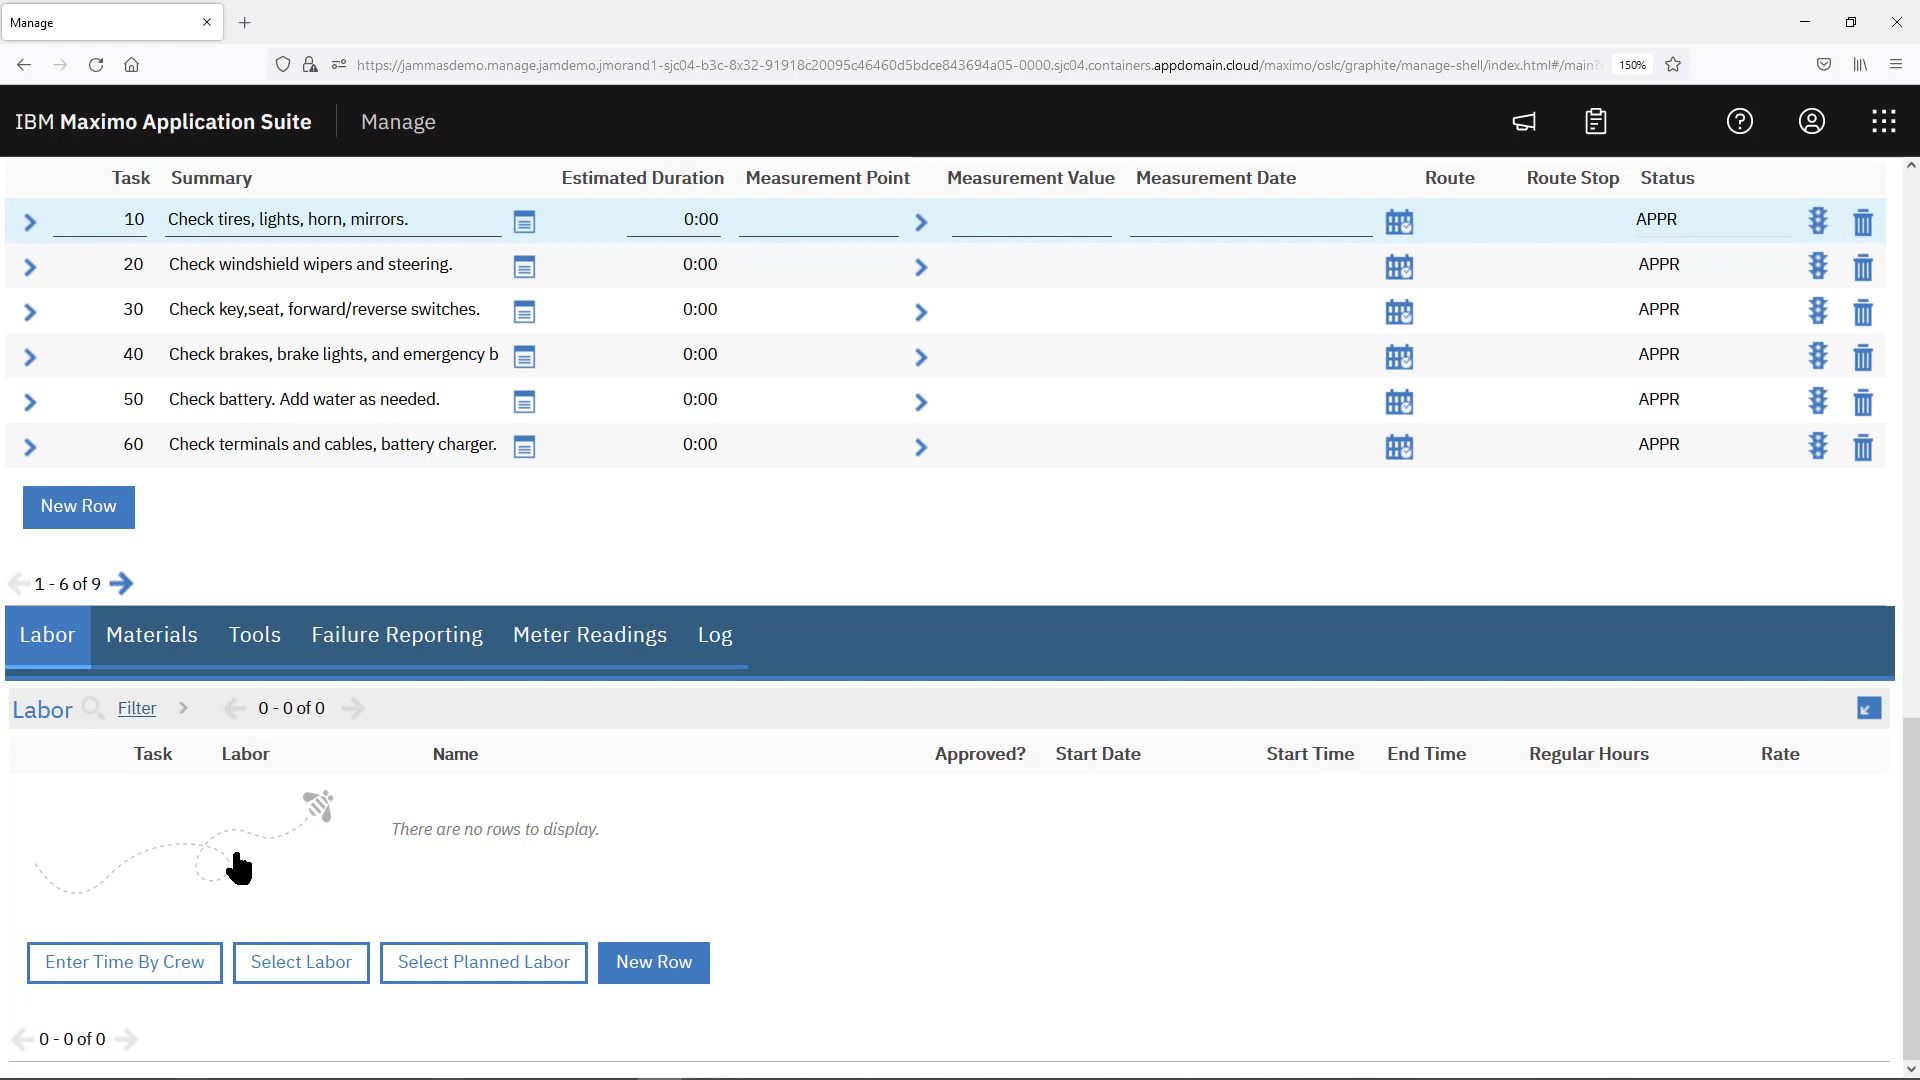 Manage
https://jammasdemo.manage.jamdemo.jmorand1-sjc04-b3c-8x32-91918c20095c46460d5bdce843694a05-0000.sjc04.containers.appdomain.cloud/maximo/oslc/graphite/manage-shell/index.html#/main?
150%
IBM Maximo Application Suite Manage
Task Summary Estimated Duration Measurement Point Measurement Value Measurement Date Route Route Stop Status
10 Check tires, lights, horn, mirrors. 0:00 APPR
20 Check windshield wipers and steering. 0:00 APPR
30 Check key,seat, forward/reverse switches. 0:00 APPR
40 Check brakes, brake lights, and emergency b 0:00 APPR
50 Check battery. Add water as needed. 0:00 APPR
60 Check terminals and cables, battery charger. 0:00 APPR
New Row
1 - 6 of 9
Labor Materials Tools Failure Reporting Meter Readings Log
Labor Filter 0 - 0 of 0
Task Labor Name Approved? Start Date Start Time End Time Regular Hours Rate
There are no rows to display.
Enter Time By Crew Select Labor Select Planned Labor New Row
0 - 0 of 0